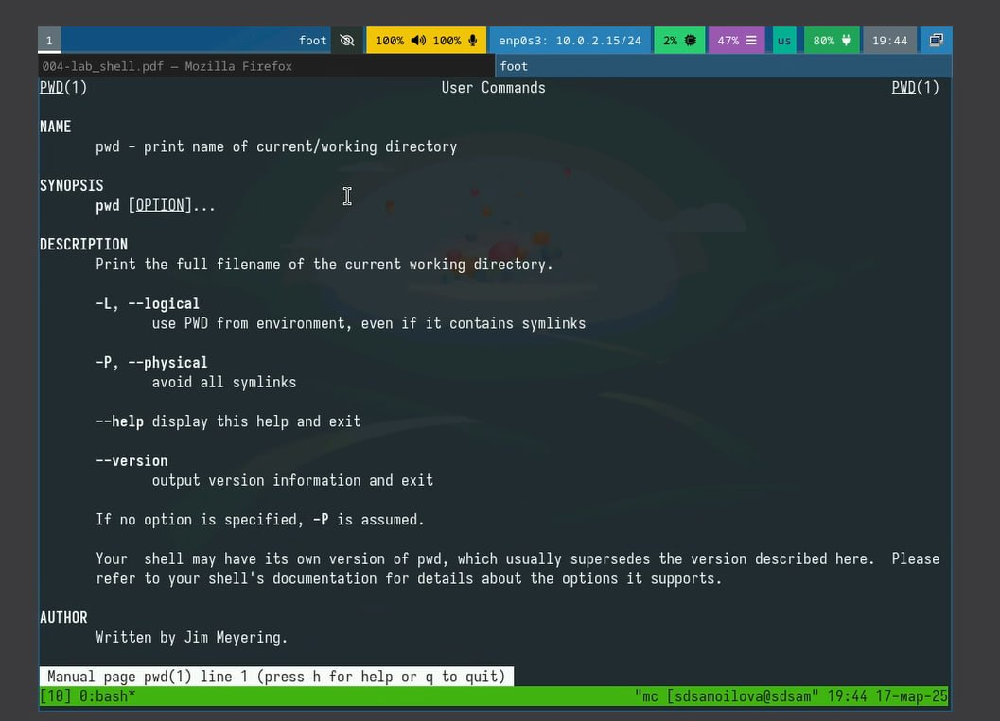 1 foot 100% 100% enp0s3: 10.0.2.15/24 2% 47% us 80% 19:44
004-lab_shell.pdf — Mozilla Firefox foot
PWD(1) User Commands PWD(1)
NAME
pwd - print name of current/working directory
SYNOPSIS
pwd [OPTION]...
DESCRIPTION
Print the full filename of the current working directory.
-L, --logical
use PWD from environment, even if it contains symlinks
-P, --physical
avoid all symlinks
--help display this help and exit
--version
output version information and exit
If no option is specified, -P is assumed.
Your  shell may have its own version of pwd, which usually supersedes the version described here.  Please
refer to your shell's documentation for details about the options it supports.
AUTHOR
Written by Jim Meyering.
Manual page pwd(1) line 1 (press h for help or q to quit)
[10] 0:bash* "mc [sdsamoilova@sdsam" 19:44 17-мар-25